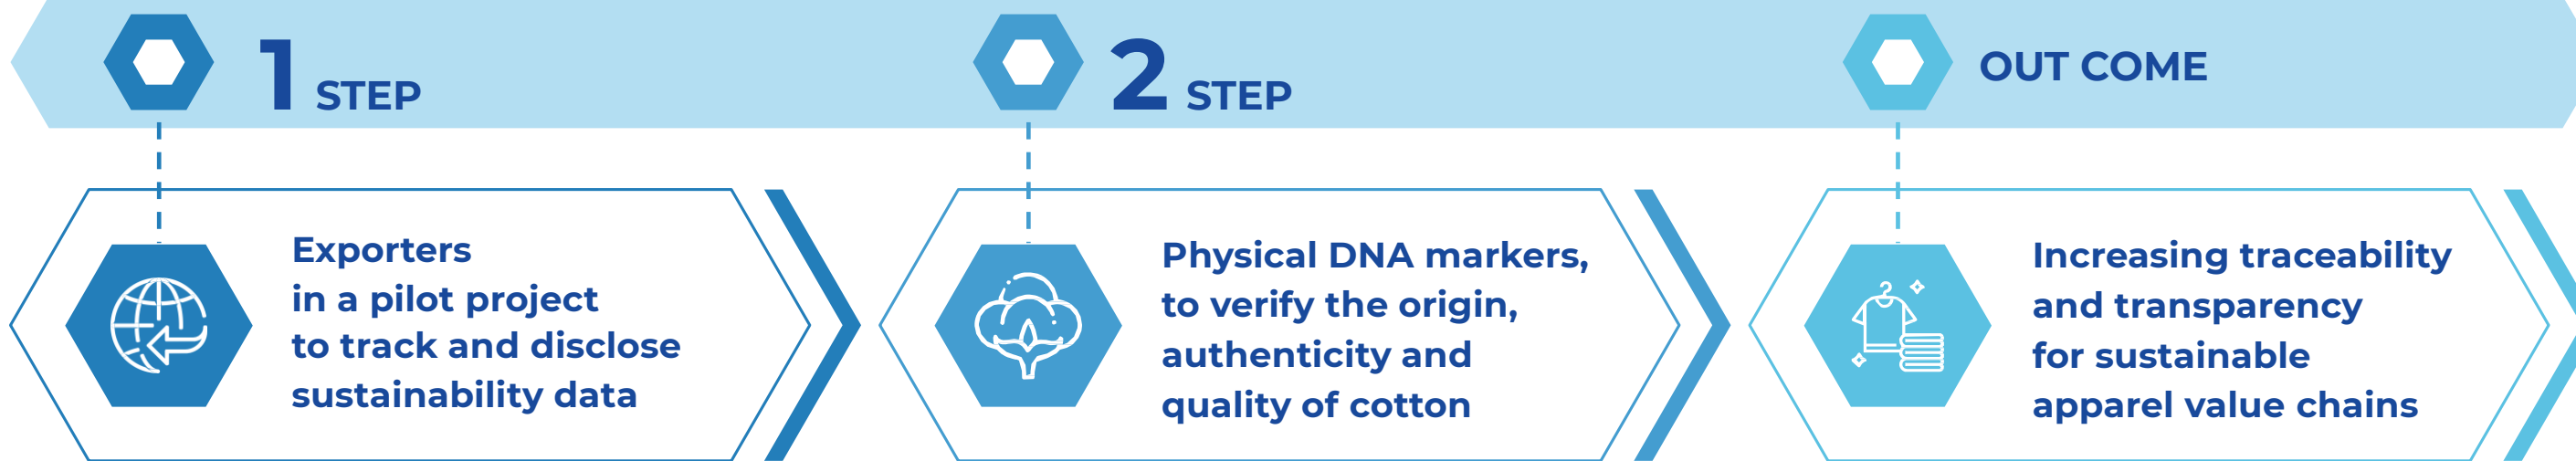 1 STEP
2 STEP
OUT COME
Exporters
in a pilot project
to track and disclose
sustainability data
Physical DNA markers,
to verify the origin,
authenticity and
quality of cotton
Increasing traceability
and transparency
for sustainable
apparel value chains